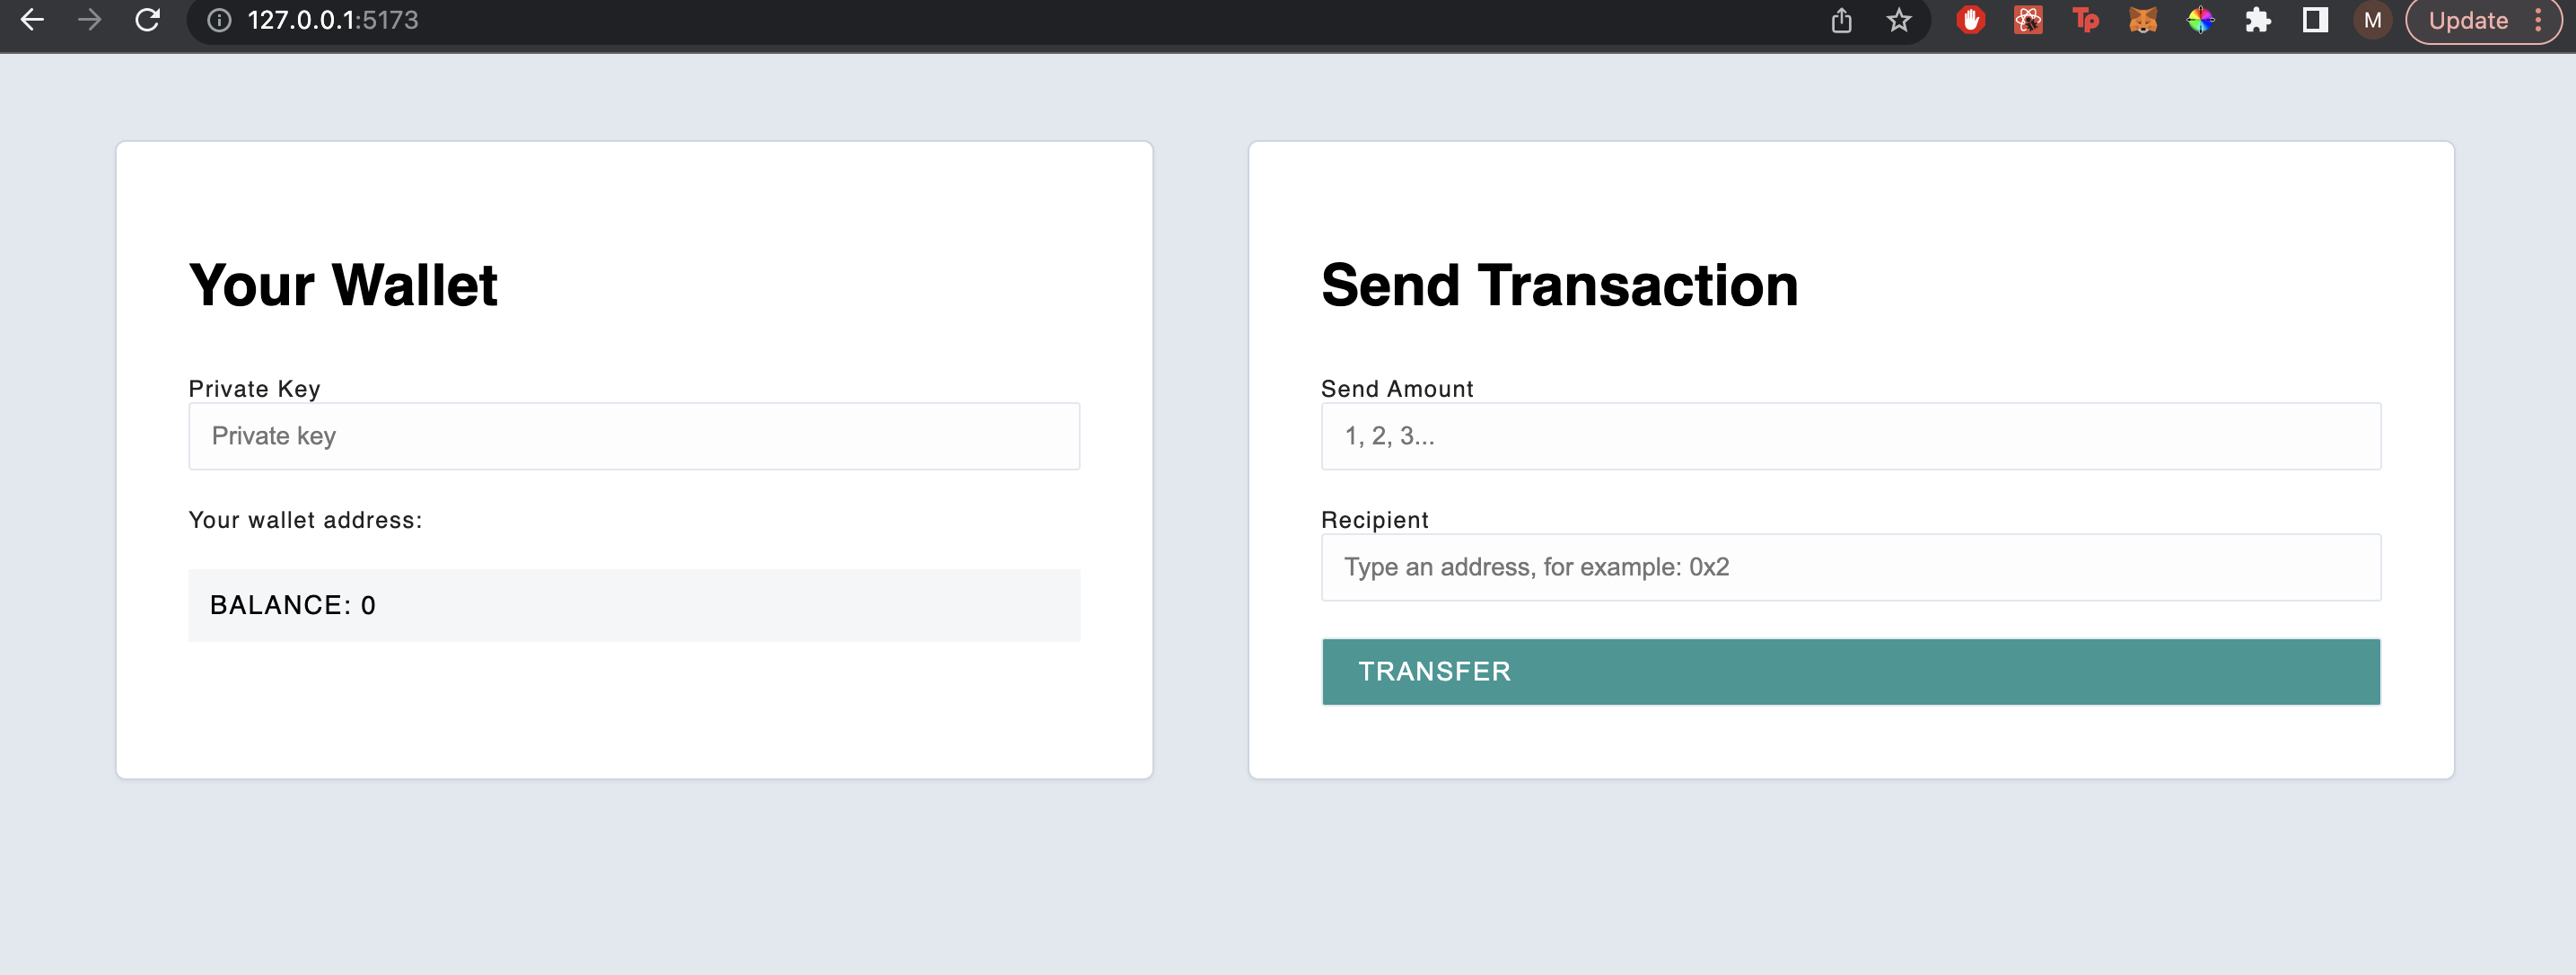 127.0.0.1:5173
Tp
M
Update
Your Wallet
Private Key
Private key
Your wallet address:
BALANCE: 0
Send Transaction
Send Amount
1, 2, 3...
Recipient
Type an address, for example: 0x2
TRANSFER